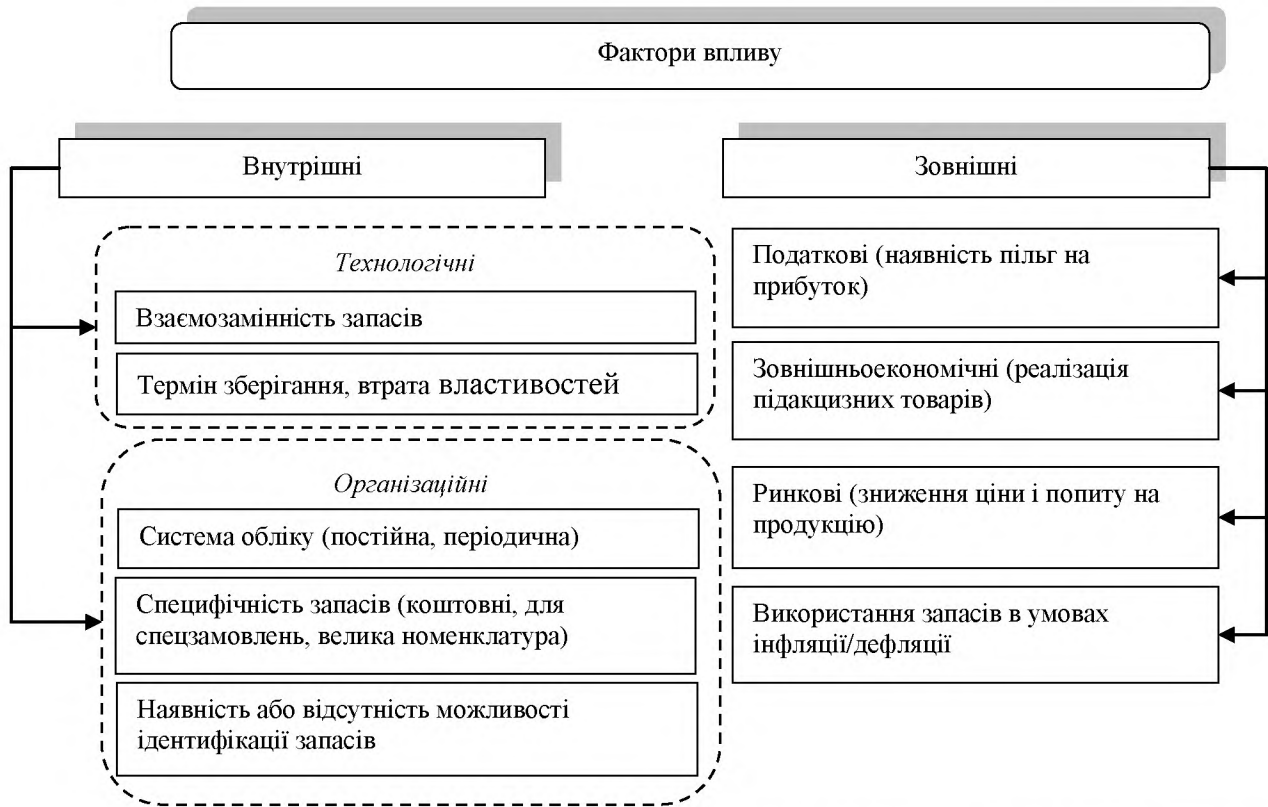 Фактори впливу
Внутрішні
Технологічні
Взаємозамінність запасів
Термін зберігання, втрата властивостей
Організаційні
Система обліку (постійна, періодична)
Специфічність запасів (коштовні, для
спецзамовлень, велика номенклатура)
Наявність або відсутність можливості
ідентифікації запасів
Зовнішні
Податкові (наявність пільг на
прибуток)
Зовнішньоекономічні (реалізація
підакцизних товарів)
Ринкові (зниження ціни і попиту на
продукцію)
Використання запасів в умовах
інфляції/дефляції